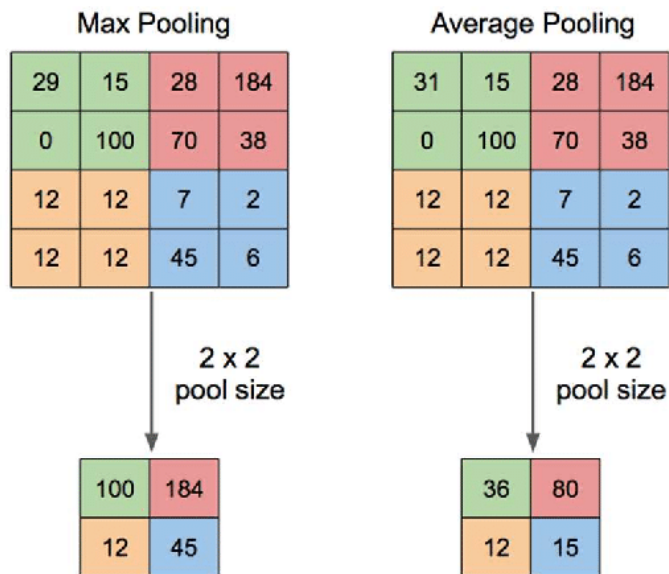 Max Pooling
29 15 28 184
0 100 70 38
12 12 7 2
12 12 45 6
2 x 2
pool size
100 184
12 45
Average Pooling
31 15 28 184
0 100 70 38
12 12 7 2
12 12 45 6
2 x 2
pool size
36 80
12 15